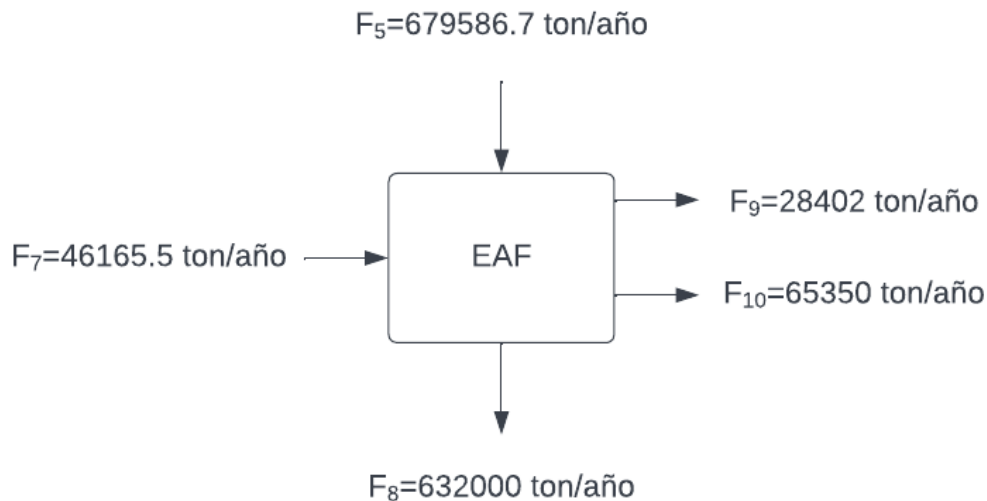 F₅=679586.7 ton/año
F₉=28402 ton/año
F₇=46165.5 ton/año
EAF
F₁₀=65350 ton/año
F₈=632000 ton/año